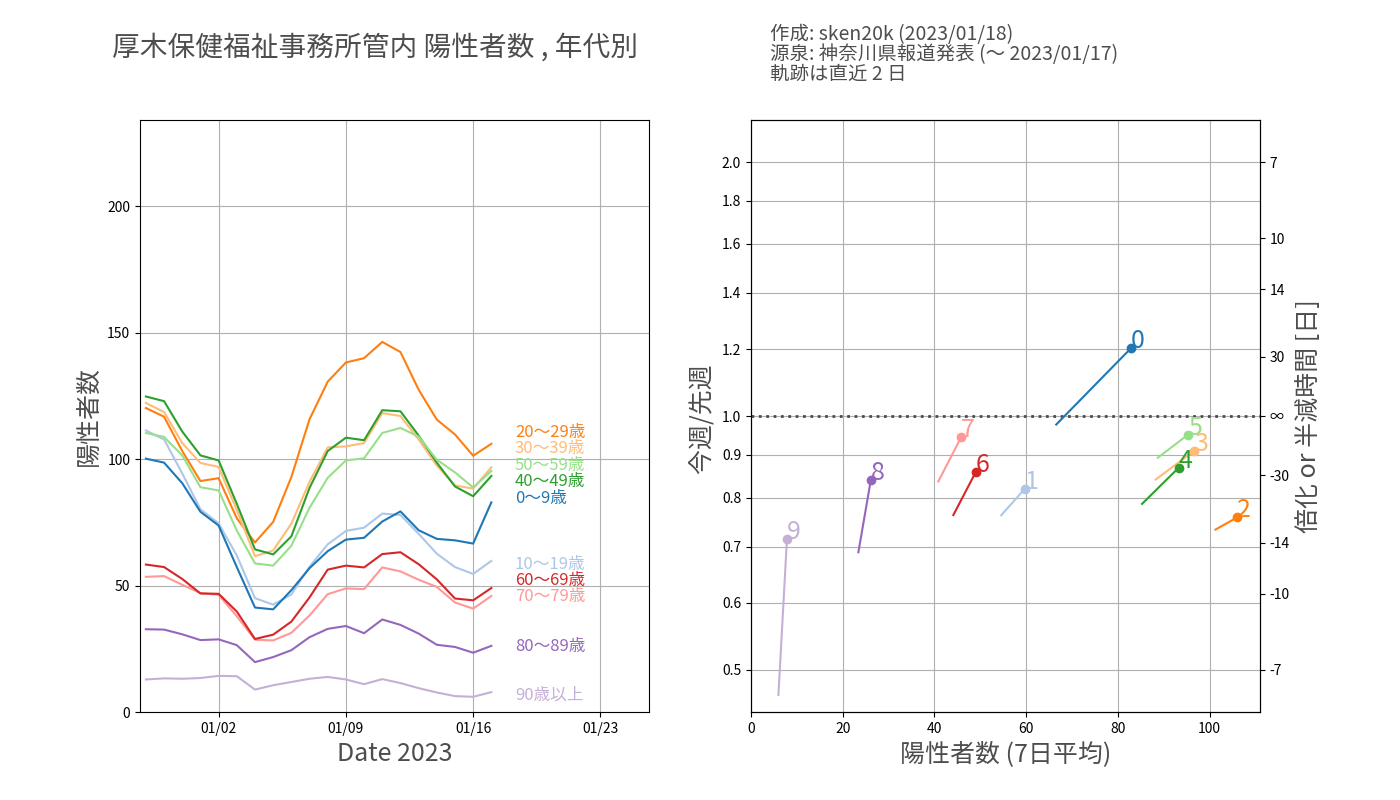 厚木保健福祉事務所管内 陽性者数 , 年代別
作成: sken20k (2023/01/18)
源泉: 神奈川県報道発表 (〜 2023/01/17)
軌跡は直近 2 日
陽性者数
200
150
100
50
0
20〜29歳
30〜39歳
50〜59歳
40〜49歳
0〜9歳
10〜19歳
60〜69歳
70〜79歳
80〜89歳
90歳以上
01/02
01/09
01/16
01/23
Date 2023
今週/先週
2.0
1.8
1.6
1.4
1.2
1.0
0.9
0.8
0.7
0.6
0.5
0
7
5
3
6
4
8
1
2
9
7
10
14
30
∞
-30
-14
-10
-7
倍化 or 半減時間 [日]
0
20
40
60
80
100
陽性者数 (7日平均)